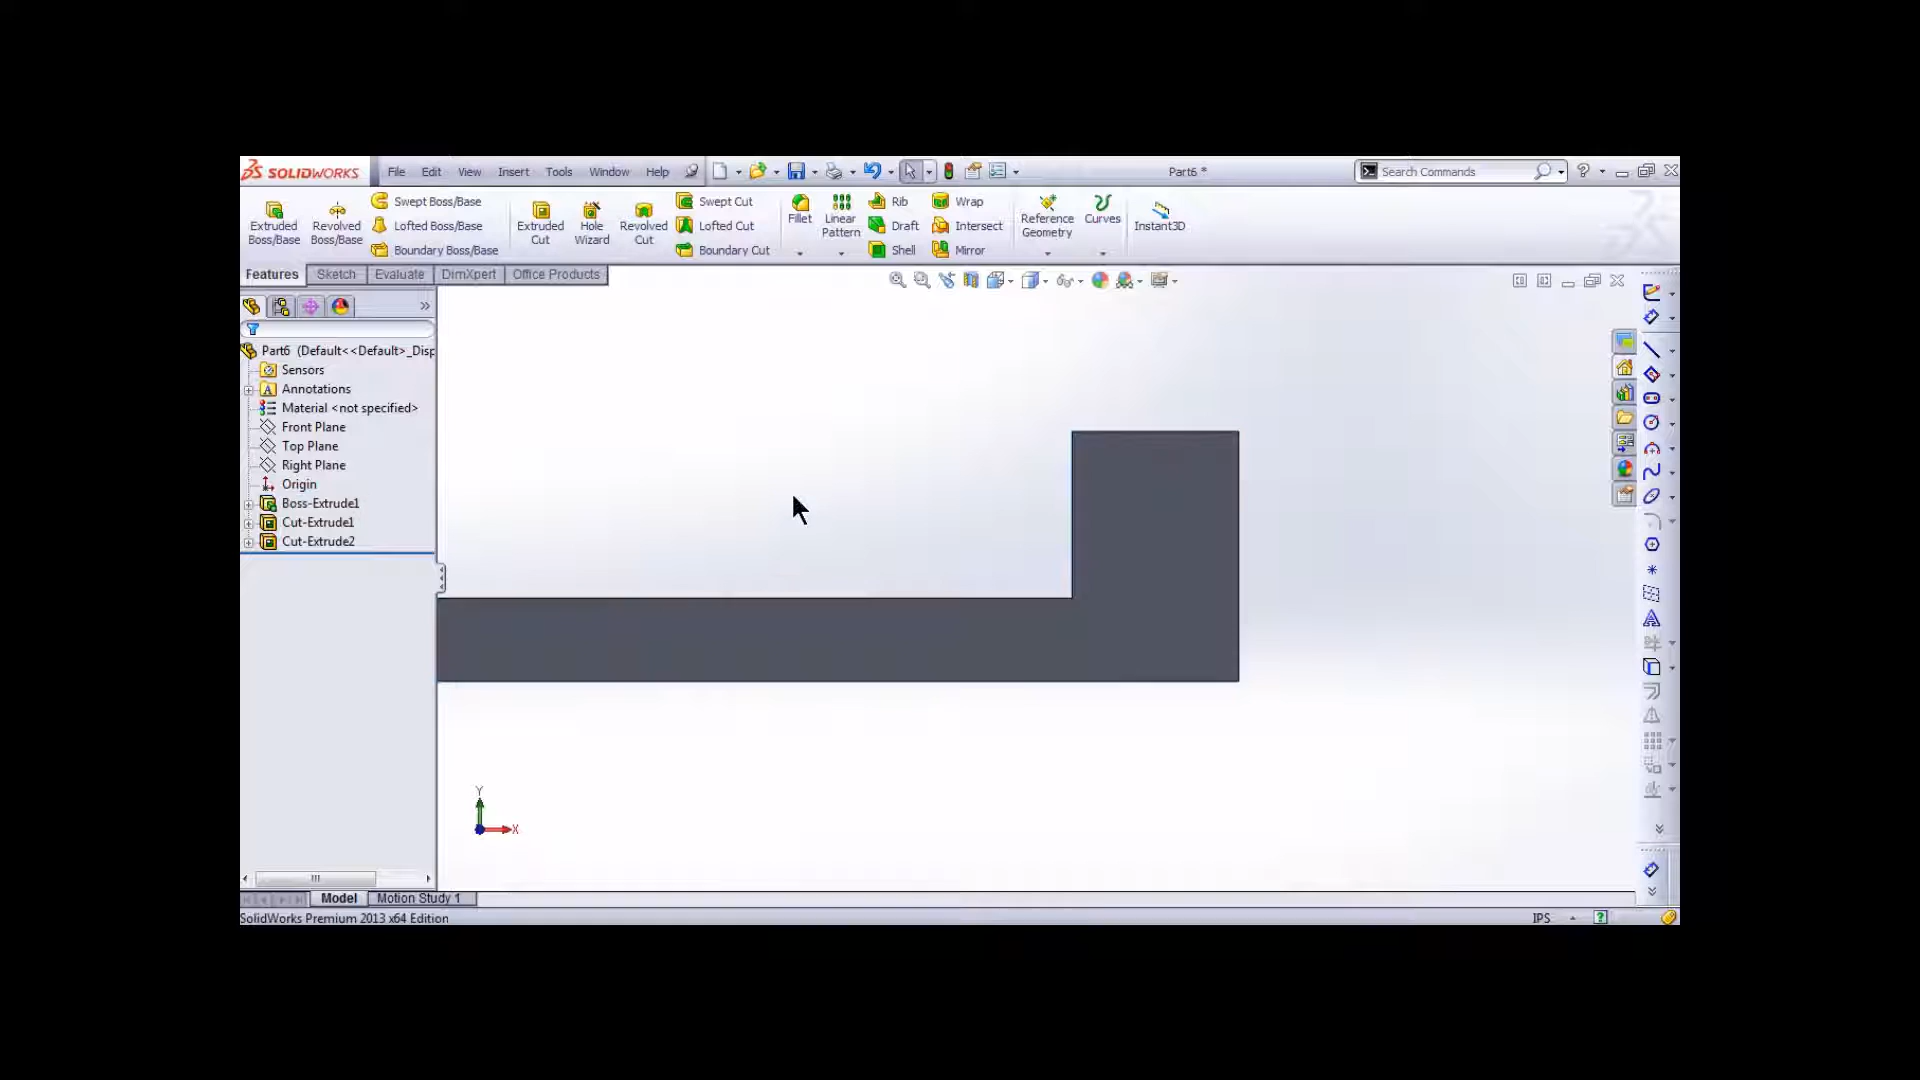 SOLIDWORKS File Edit View Insert Tools Window Help Part6 * Search Commands
Extruded Boss/Base
Revolved Boss/Base
Swept Boss/Base
Lofted Boss/Base
Boundary Boss/Base
Extruded Cut
Hole Wizard
Revolved Cut
Swept Cut
Lofted Cut
Boundary Cut
Fillet
Linear Pattern
Rib
Draft
Shell
Wrap
Intersect
Mirror
Reference Geometry
Curves
Instant3D
Features Sketch Evaluate DimXpert Office Products
Part6 (Default<<Default>_Disp
Sensors
Annotations
Material <not specified>
Front Plane
Top Plane
Right Plane
Origin
Boss-Extrude1
Cut-Extrude1
Cut-Extrude2
Y
X
Model Motion Study 1
SolidWorks Premium 2013 x64 Edition IPS